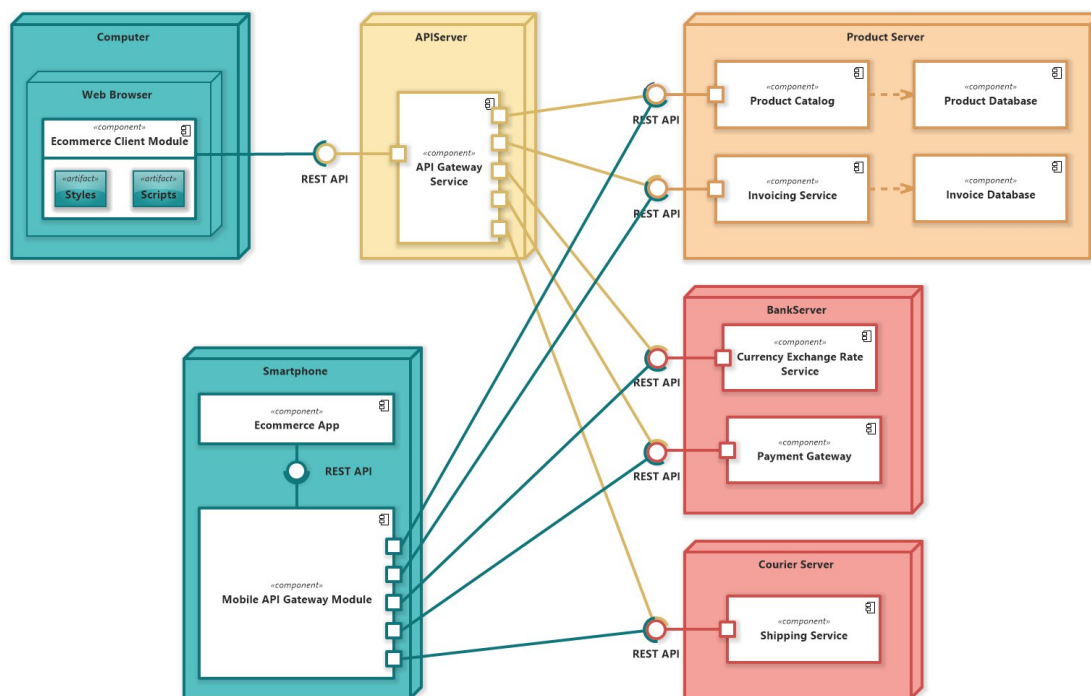 Computer
Web Browser
«component»
Ecommerce Client Module
«artifact»
Styles
«artifact»
Scripts
REST API
APIServer
«component»
API Gateway
Service
Product Server
«component»
Product Catalog
«component»
Product Database
REST API
«component»
Invoicing Service
«component»
Invoice Database
REST API
BankServer
«component»
Currency Exchange Rate
Service
REST API
«component»
Payment Gateway
REST API
Smartphone
«component»
Ecommerce App
REST API
«component»
Mobile API Gateway Module
Courier Server
«component»
Shipping Service
REST API